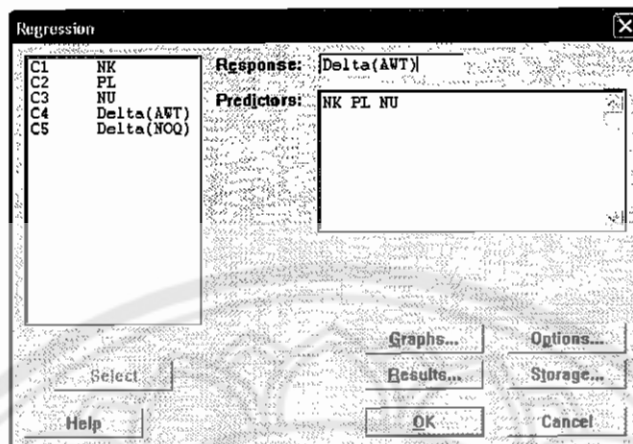 Regression
C1 NK
C2 PL
C3 NU
C4 Delta(AWT)
C5 Delta(NOQ)
Response: Delta(AWT)
Predictors:
NK PL NU
Graphs...
Options...
Select
Results...
Storage...
Help
OK
Cancel